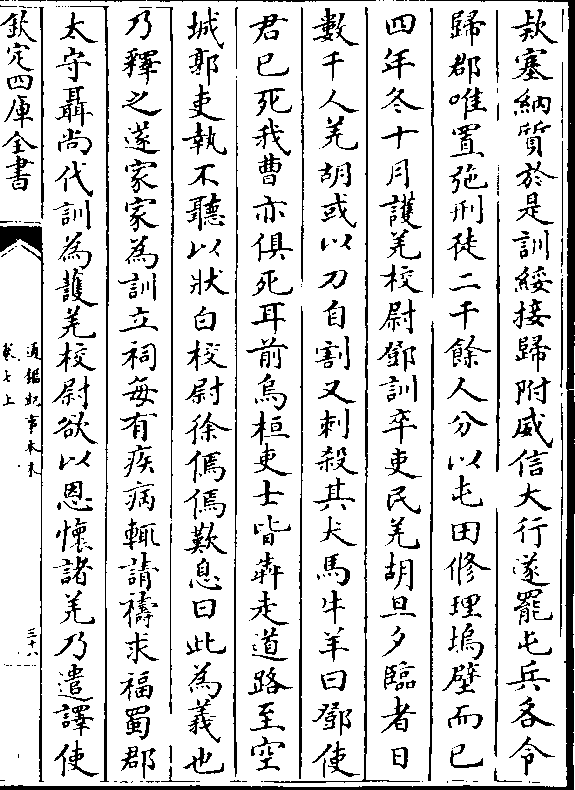 欵塞納質於是訓綏接歸附威信大行遂罷屯兵各令
歸郡唯置弛刑徒二千餘人分以屯田修理塢壁而已
四年冬十月護羌校尉鄧訓卒吏民羌胡旦夕臨者日
數千人羌胡或以刀自割又刺殺其犬馬牛羊曰鄧使
君已死我曹亦俱死耳前烏桓吏士皆奔走道路至空
城郭吏執不聽以狀白校尉徐傿傿歎息曰此為義也
乃釋之遂家家為訓立祠每有疾病輒請禱求福蜀郡
太守聶尚代訓為護羌校尉欲以恩懷諸羌乃遣譯使
欽定四庫全書
通鑑紀事本末
卷七上
三十八